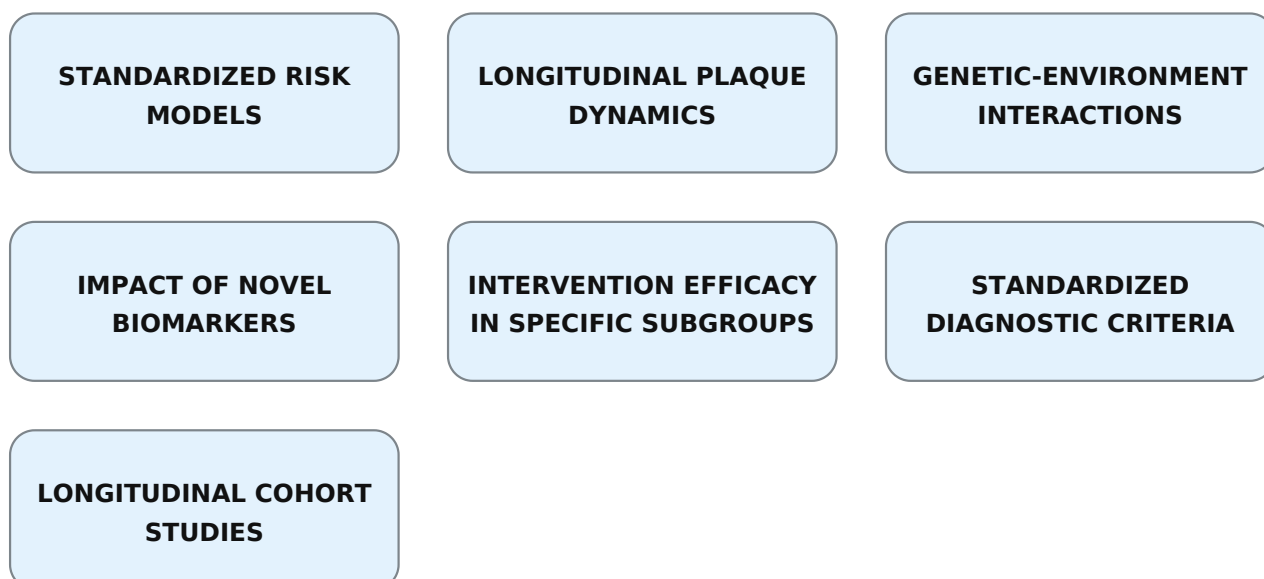 STANDARDIZED RISK
MODELS
LONGITUDINAL PLAQUE
DYNAMICS
GENETIC-ENVIRONMENT
INTERACTIONS
IMPACT OF NOVEL
BIOMARKERS
INTERVENTION EFFICACY
IN SPECIFIC SUBGROUPS
STANDARDIZED
DIAGNOSTIC CRITERIA
LONGITUDINAL COHORT
STUDIES